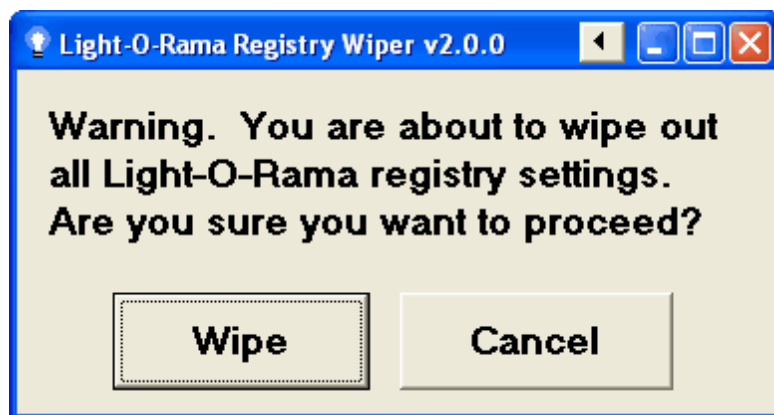 Light-O-Rama Registry Wiper v2.0.0
Warning.  You are about to wipe out
all Light-O-Rama registry settings.
Are you sure you want to proceed?
Wipe
Cancel